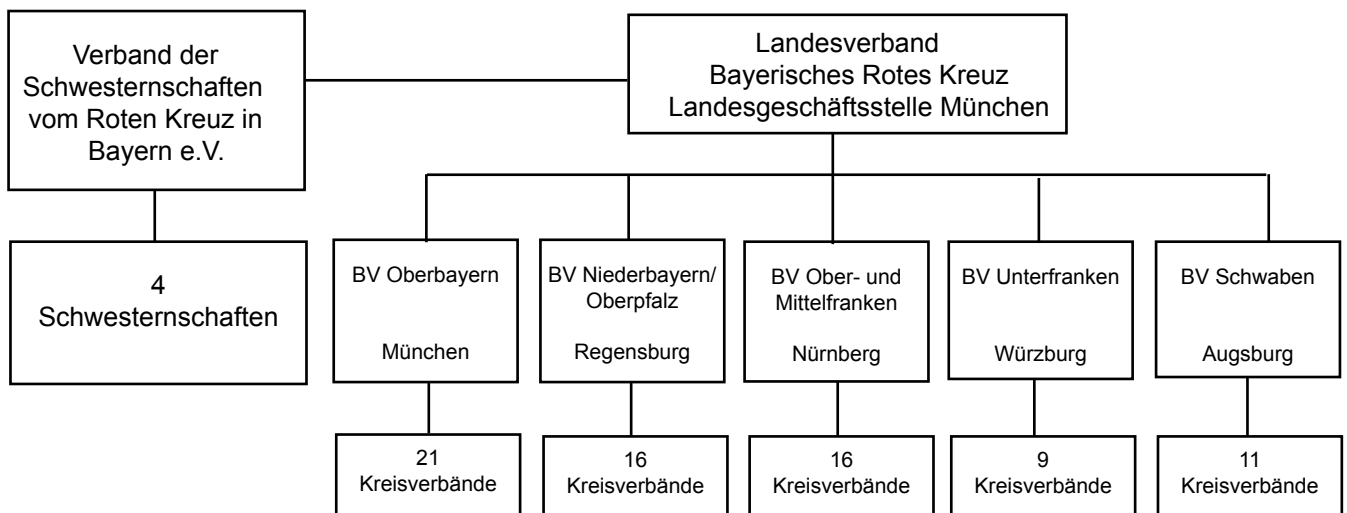 Verband der
Schwesternschaften
vom Roten Kreuz in
Bayern e.V.
Landesverband
Bayerisches Rotes Kreuz
Landesgeschäftsstelle München
4
Schwesternschaften
BV Oberbayern
München
BV Niederbayern/
Oberpfalz
Regensburg
BV Ober- und
Mittelfranken
Nürnberg
BV Unterfranken
Würzburg
BV Schwaben
Augsburg
21
Kreisverbände
16
Kreisverbände
16
Kreisverbände
9
Kreisverbände
11
Kreisverbände